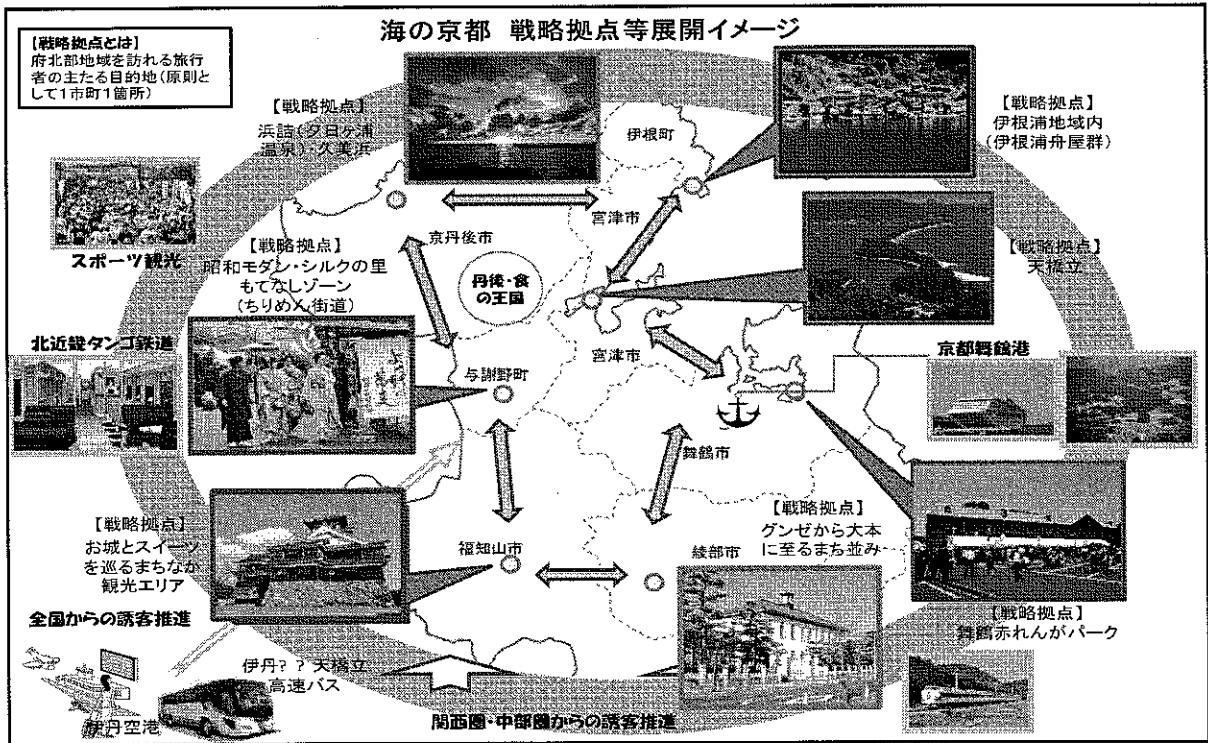 海の京都 戦略拠点等展開イメージ
【戦略拠点とは】
府北部地域を訪れる旅行
者の主たる目的地(原則と
して1市町1箇所)
【戦略拠点】
浜詰(夕日ヶ浦
温泉)・久美浜
伊根町
【戦略拠点】
伊根浦地域内
(伊根浦舟屋群)
スポーツ観光
宮津市
京丹後市
【戦略拠点】
昭和モダン・シルクの里
もてなしゾーン
(ちりめん街道)
丹後・食
の王国
【戦略拠点】
天橋立
北近畿タンゴ鉄道
宮津市
京都舞鶴港
与謝野町
舞鶴市
【戦略拠点】
お城とスイーツ
を巡るまちなか
観光エリア
福知山市
綾部市
【戦略拠点】
グンゼから大本
に至るまち並み
【戦略拠点】
舞鶴赤れんがパーク
全国からの誘客推進
伊丹??天橋立
高速バス
伊丹空港
関西圏・中部圏からの誘客推進